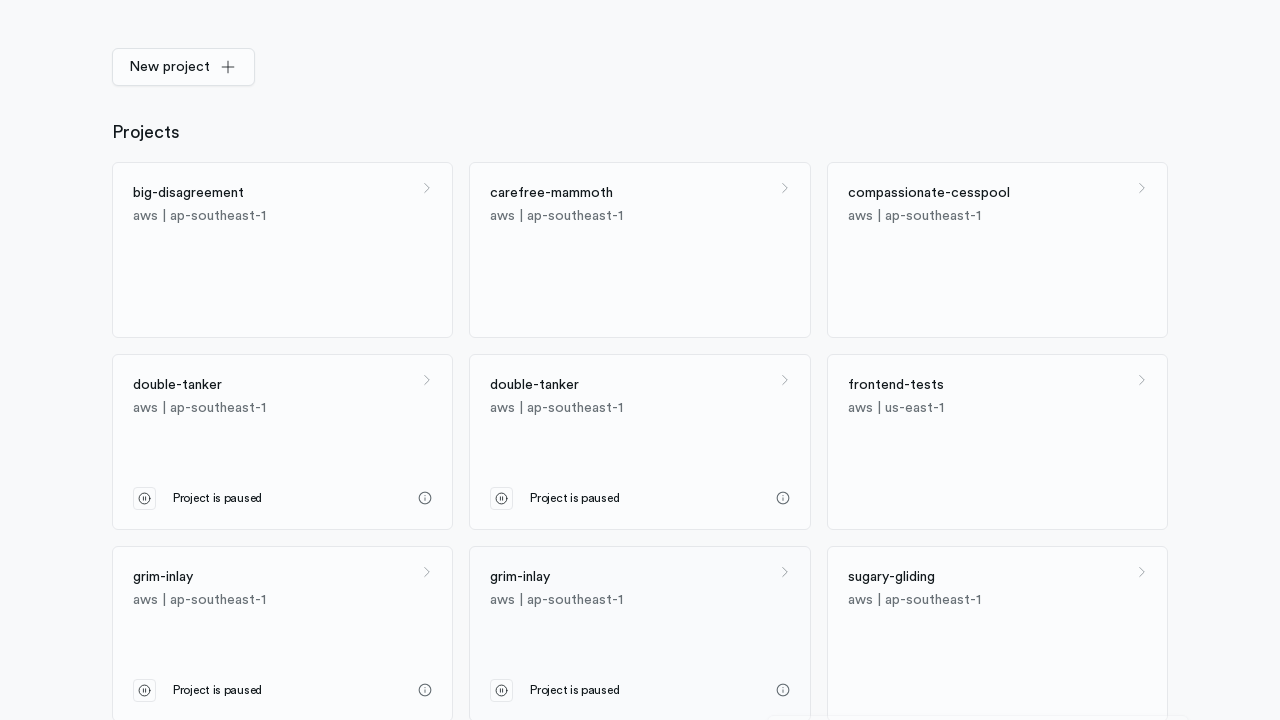 New project
Projects
big-disagreement
aws | ap-southeast-1
carefree-mammoth
aws | ap-southeast-1
compassionate-cesspool
aws | ap-southeast-1
double-tanker
aws | ap-southeast-1
Project is paused
double-tanker
aws | ap-southeast-1
Project is paused
frontend-tests
aws | us-east-1
grim-inlay
aws | ap-southeast-1
Project is paused
grim-inlay
aws | ap-southeast-1
Project is paused
sugary-gliding
aws | ap-southeast-1